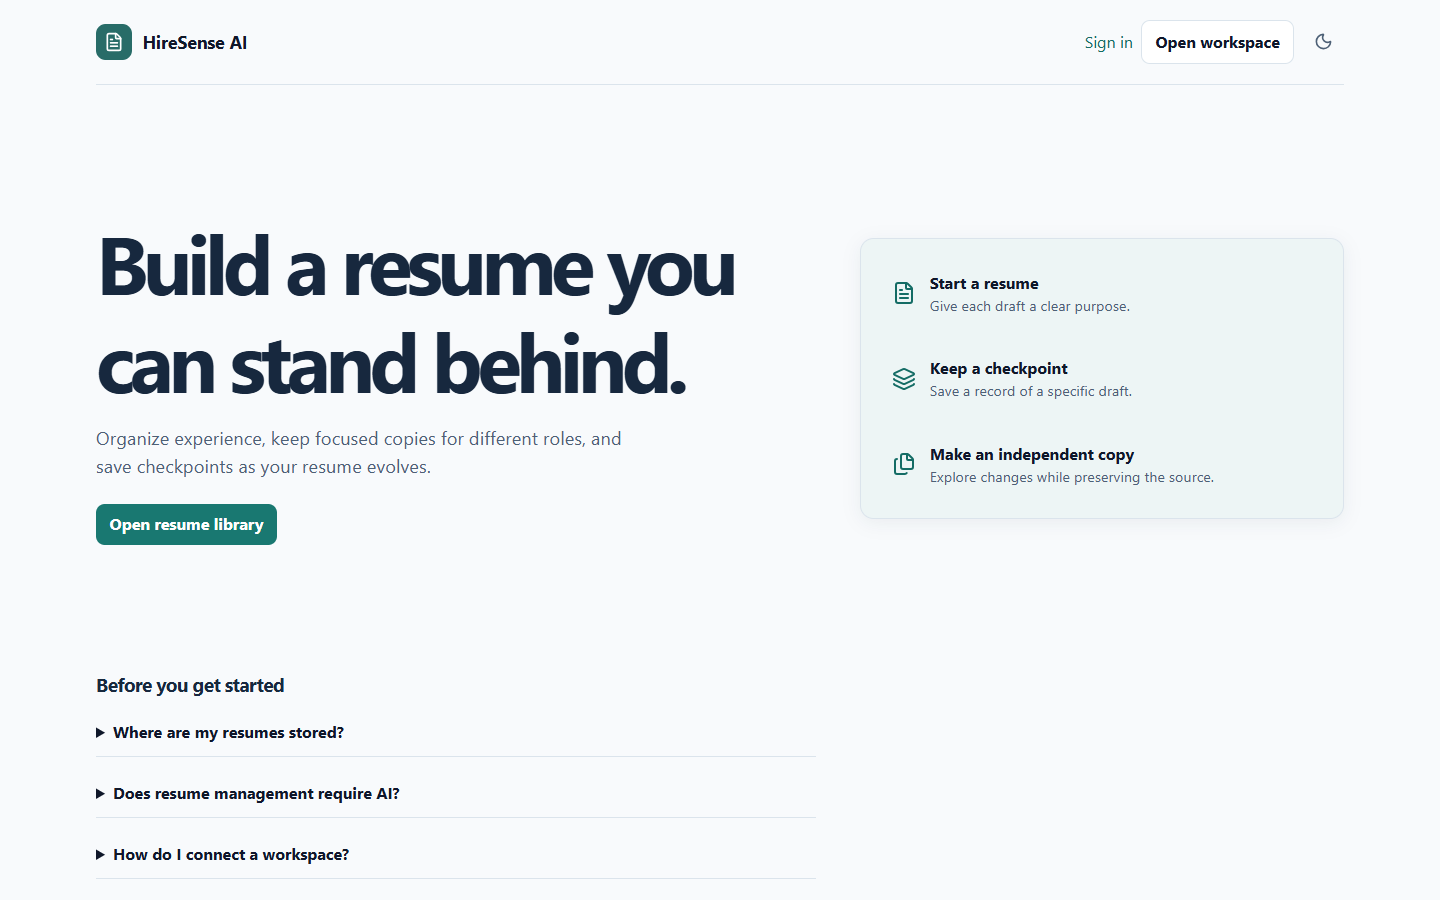 HireSense AI
Sign in
Open workspace
Build a resume you
can stand behind.
Organize experience, keep focused copies for different roles, and
save checkpoints as your resume evolves.
Open resume library
Start a resume
Give each draft a clear purpose.
Keep a checkpoint
Save a record of a specific draft.
Make an independent copy
Explore changes while preserving the source.
Before you get started
Where are my resumes stored?
Does resume management require AI?
How do I connect a workspace?